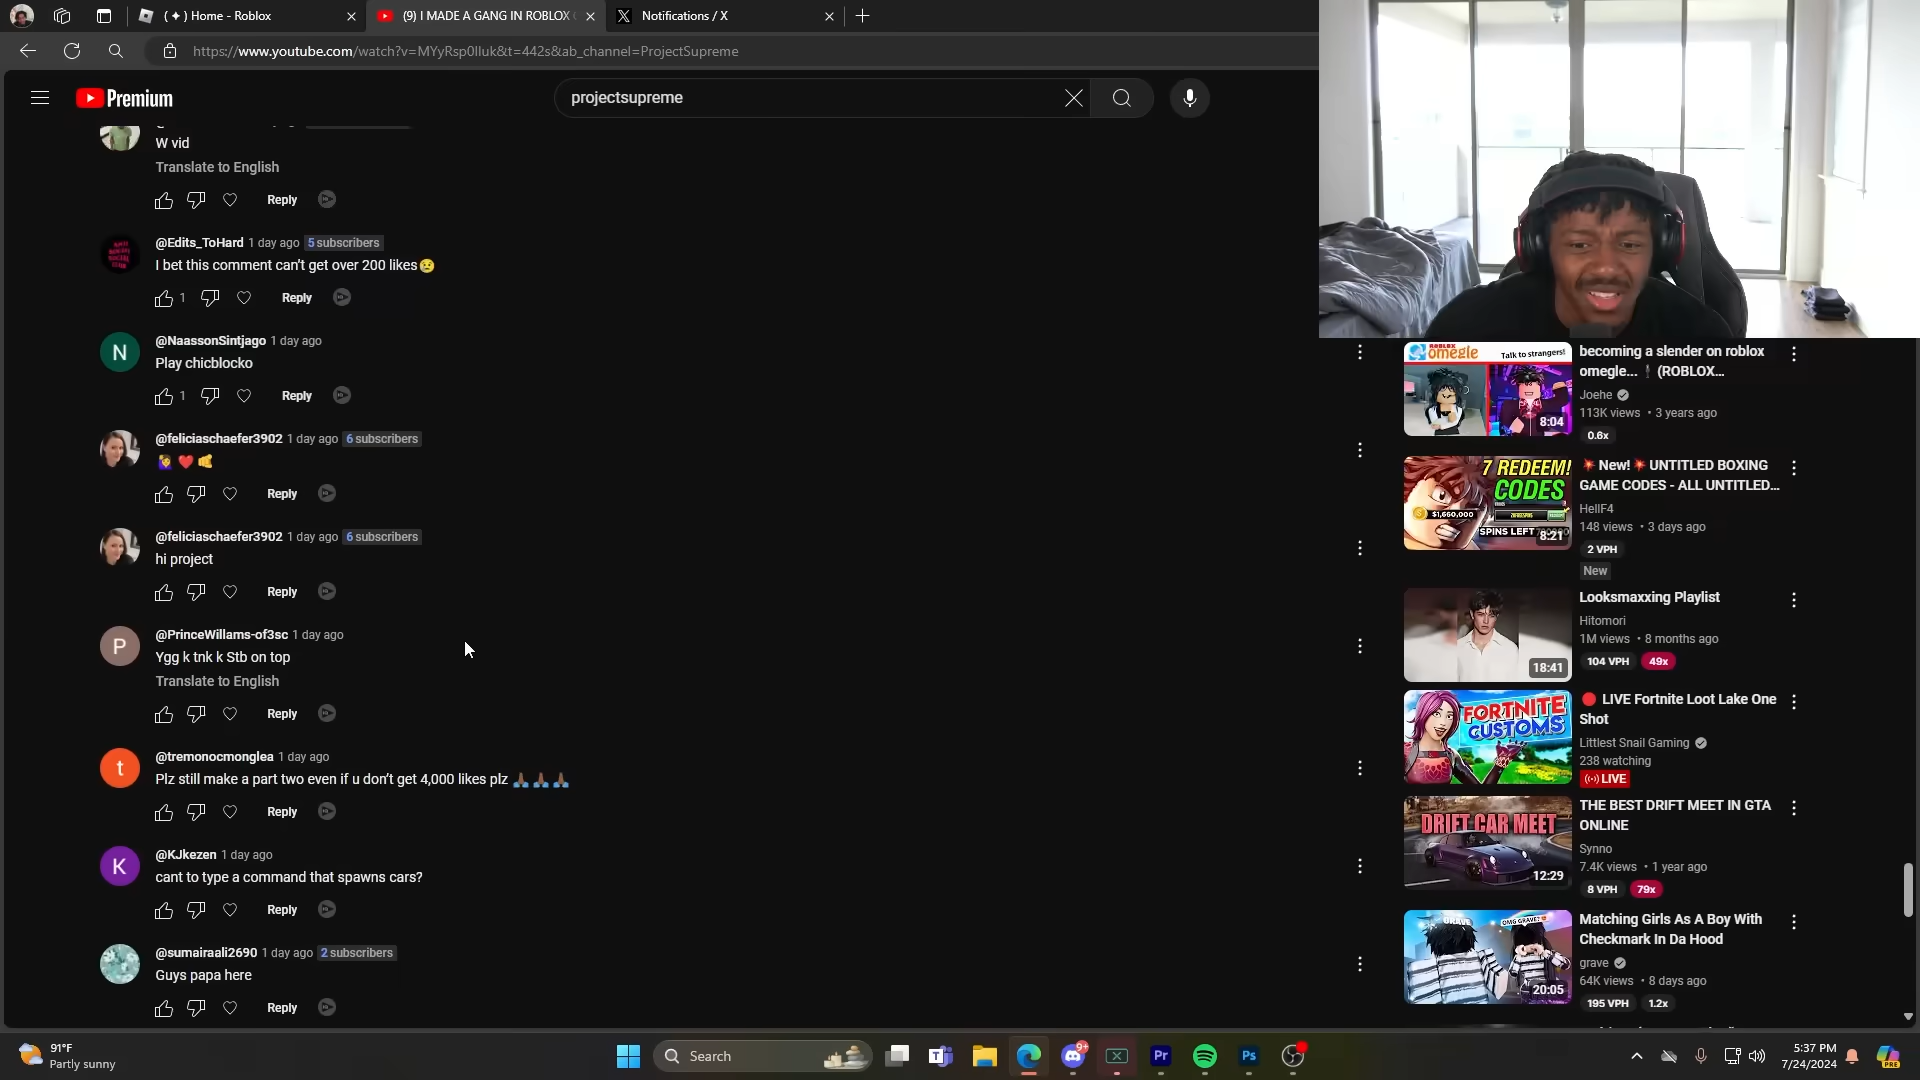 ( ✦ ) Home - Roblox
(9) I MADE A GANG IN ROBLOX
Notifications / X
https://www.youtube.com/watch?v=MYyRsp0lluk&t=442s&ab_channel=ProjectSupreme
Premium
projectsupreme
W vid
Translate to English
Reply
@Edits_ToHard 1 day ago 5 subscribers
I bet this comment can't get over 200 likes😢
1 Reply
@NaassonSintjago 1 day ago
Play chicblocko
1 Reply
@feliciaschaefer3902 1 day ago 6 subscribers
🙋‍♀️ ❤️ 🤙
Reply
@feliciaschaefer3902 1 day ago 6 subscribers
hi project
Reply
@PrinceWillams-of3sc 1 day ago
Ygg k tnk k Stb on top
Translate to English
Reply
@tremonocmonglea 1 day ago
Plz still make a part two even if u don't get 4,000 likes plz 🙏🏾 🙏🏾 🙏🏾
Reply
@KJkezen 1 day ago
cant to type a command that spawns cars?
Reply
@sumairaali2690 1 day ago 2 subscribers
Guys papa here
Reply
ROBLOX
omegle Talk to strangers!
8:04
becoming a slender on roblox
omegle... (ROBLOX...
Joehe
113K views • 3 years ago
0.6x
7 REDEEM!
CODES
$1,660,000
SPINS LEFT
8:21
💥 New! 💥 UNTITLED BOXING
GAME CODES - ALL UNTITLED...
HellF4
148 views • 3 days ago
2 VPH
New
18:41
Looksmaxxing Playlist
Hitomori
1M views • 8 months ago
104 VPH 49x
FORTNITE
CUSTOMS
🔴 LIVE Fortnite Loot Lake One
Shot
Littlest Snail Gaming
238 watching
LIVE
DRIFT CAR MEET
12:29
THE BEST DRIFT MEET IN GTA
ONLINE
Synno
7.4K views • 1 year ago
8 VPH 79x
GRAVE
OMG GRAVE?
20:05
Matching Girls As A Boy With
Checkmark In Da Hood
grave
64K views • 8 days ago
195 VPH 1.2x
91°F
Partly sunny
Search
9+
Pr
Ps
5:37 PM
7/24/2024
PRE